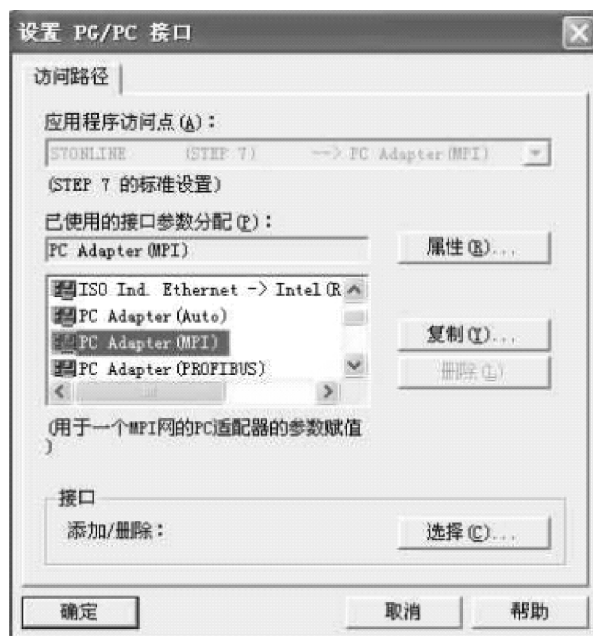 设置 PG/PC 接口
访问路径
应用程序访问点(A):
S7ONLINE (STEP 7) --> PC Adapter(MPI)
(STEP 7 的标准设置)
已使用的接口参数分配(P):
PC Adapter(MPI)
属性(R)...
ISO Ind. Ethernet -> Intel(R
PC Adapter(Auto)
PC Adapter(MPI)
PC Adapter(PROFIBUS)
复制(Y)...
删除(L)
(用于一个MPI网的PC适配器的参数赋值
)
接口
添加/删除:
选择(C)...
确定
取消
帮助